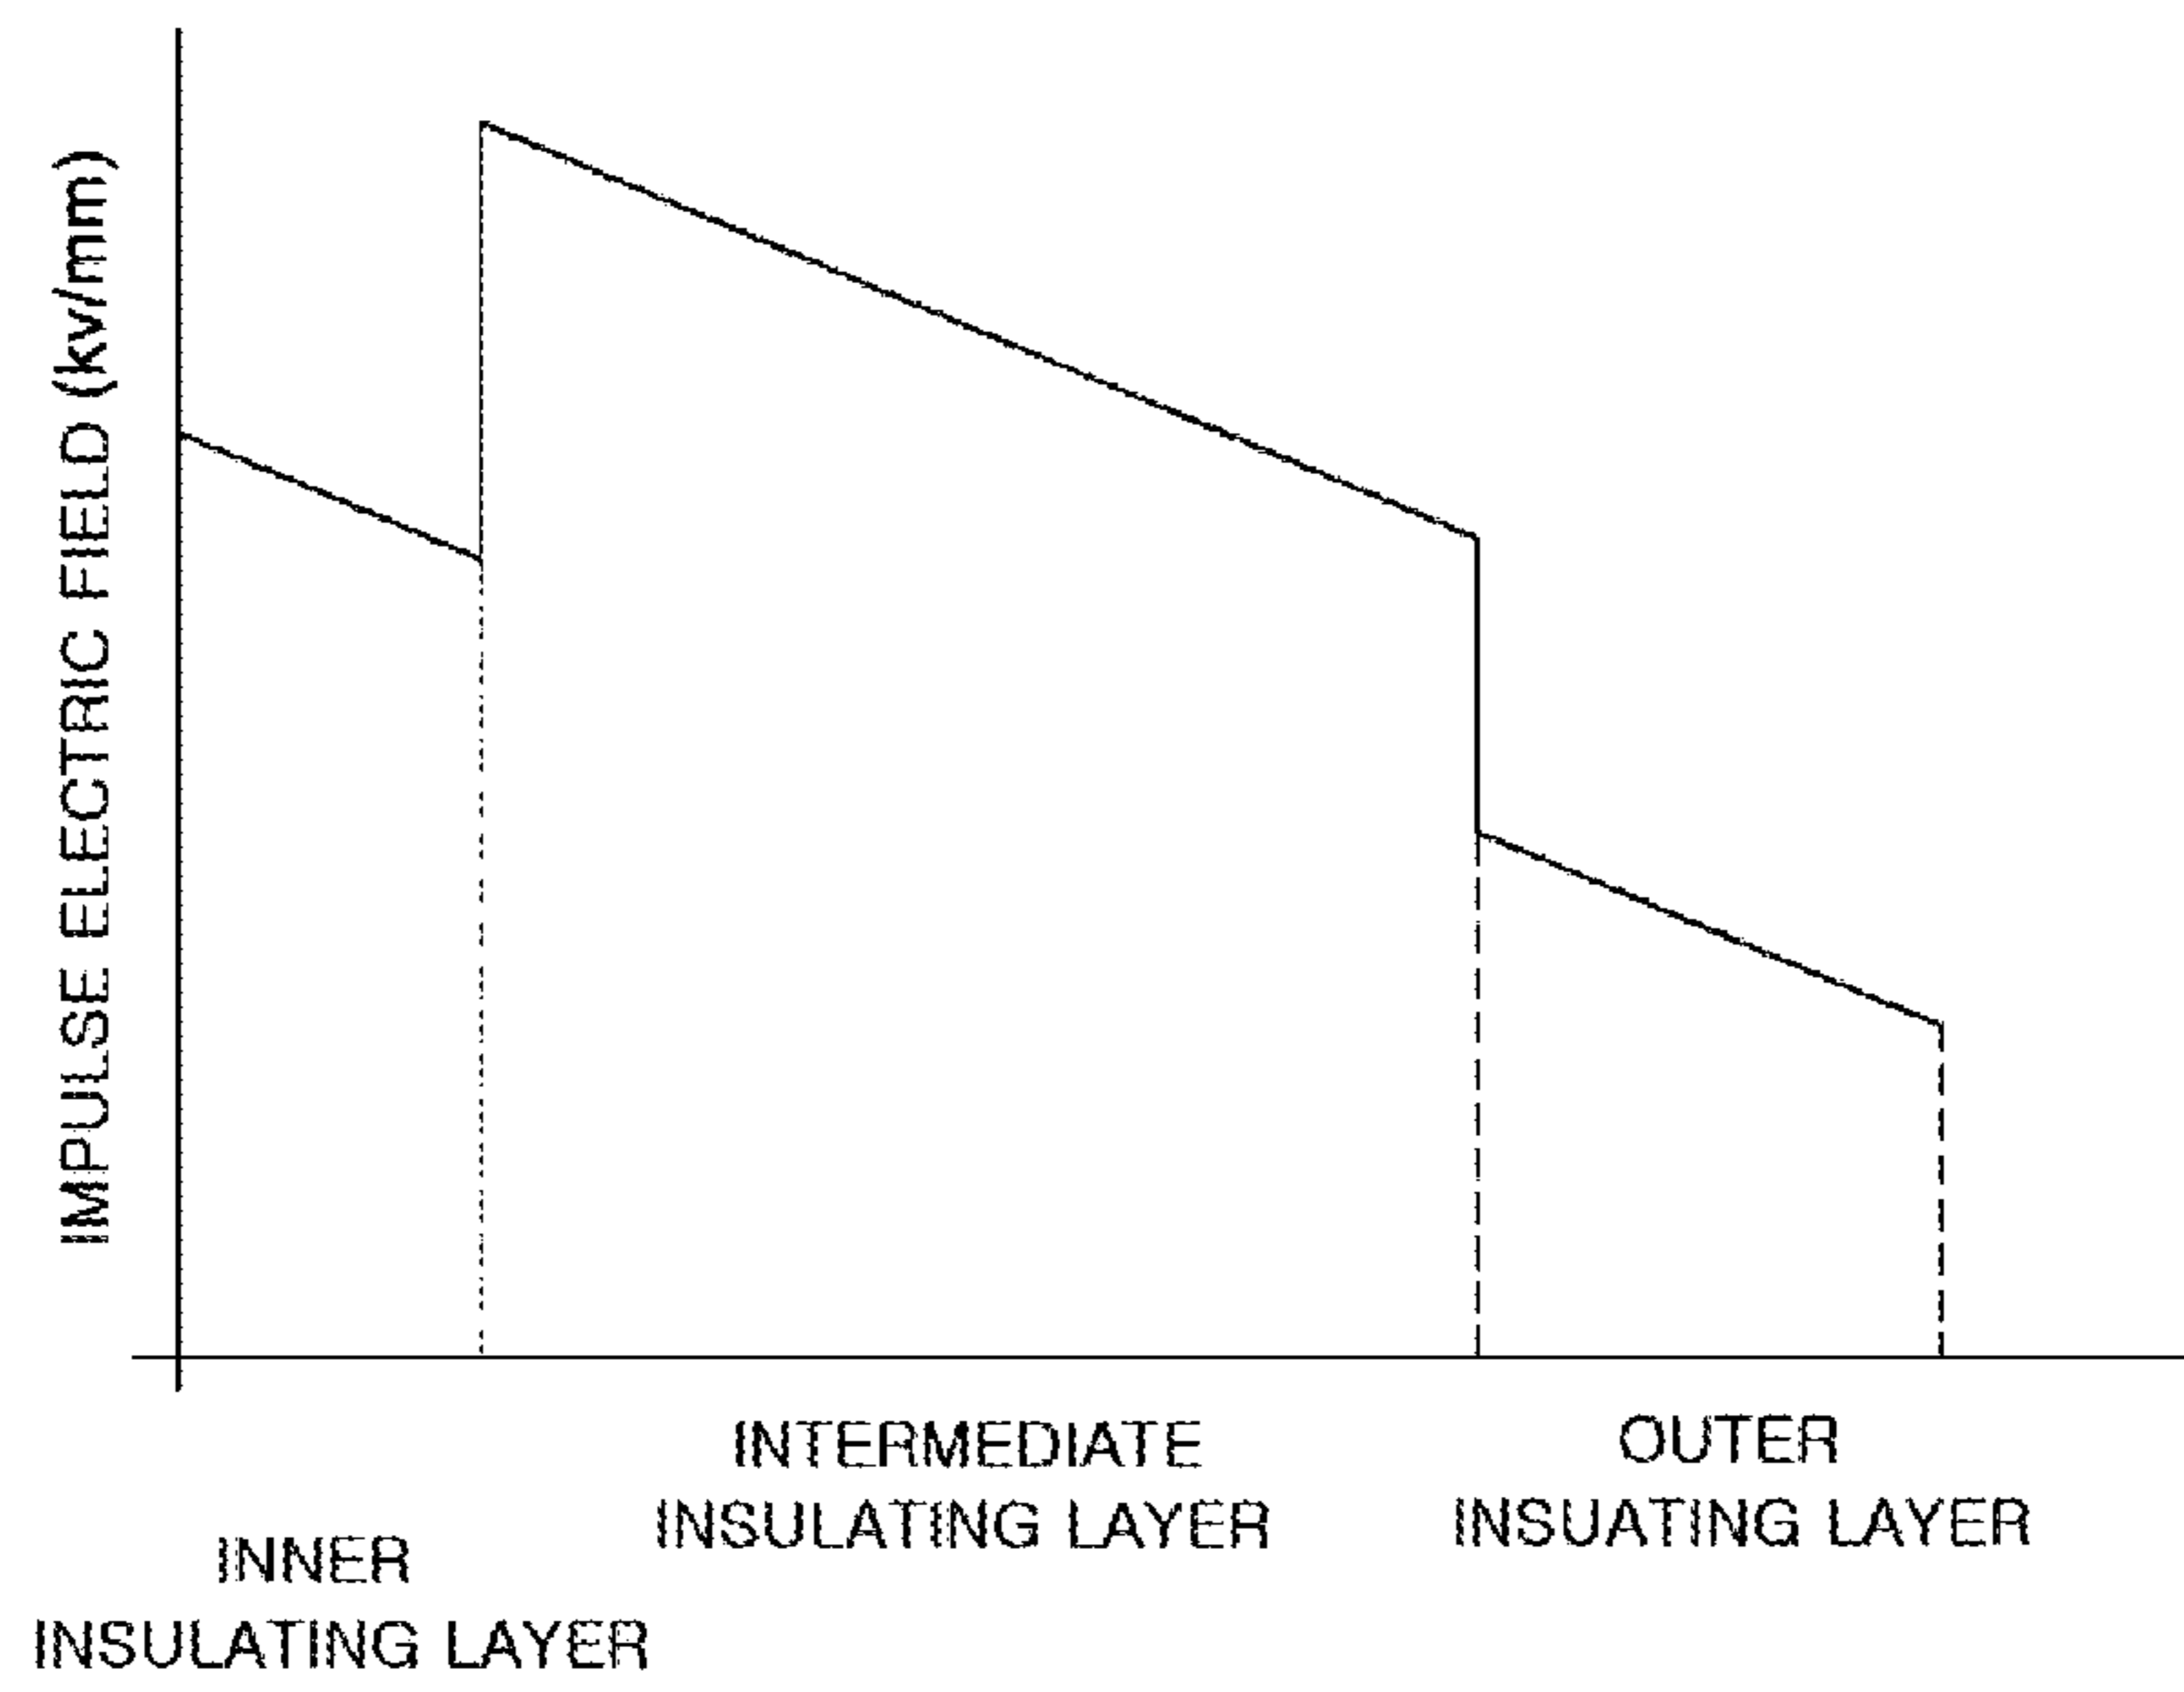 IMPULSE ELECTRIC FIELD (kv/mm)
INTERMEDIATE
INSULATING LAYER
OUTER
INSUATING LAYER
INNER
INSULATING LAYER